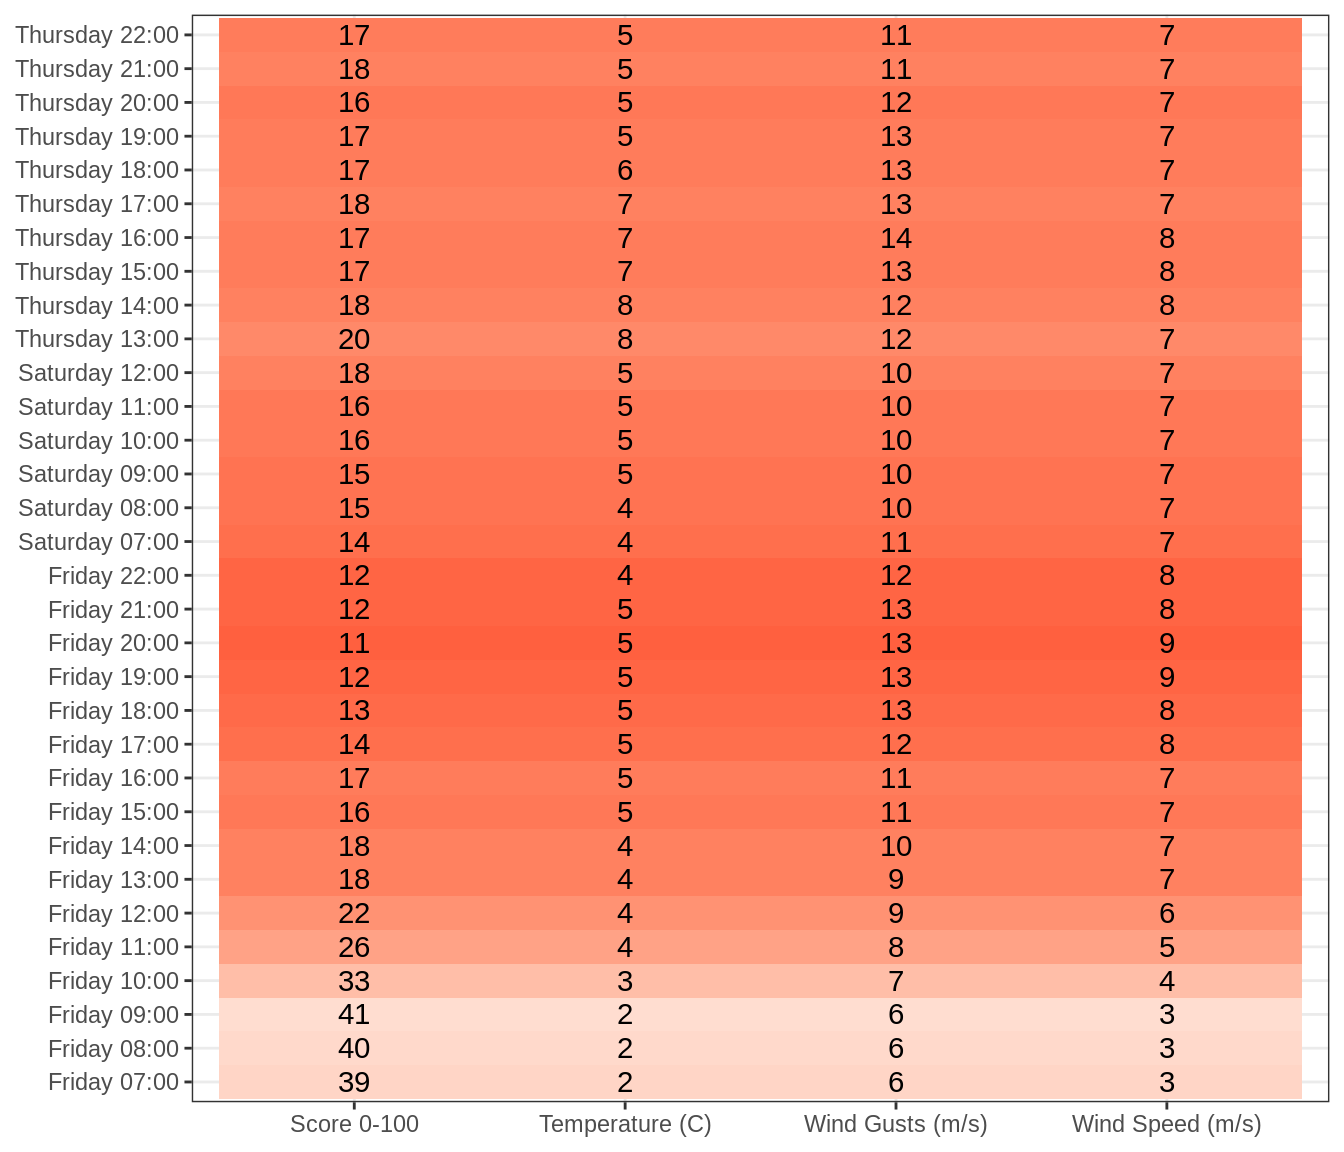 Thursday 22:00 17 5 11 7
Thursday 21:00 18 5 11 7
Thursday 20:00 16 5 12 7
Thursday 19:00 17 5 13 7
Thursday 18:00 17 6 13 7
Thursday 17:00 18 7 13 7
Thursday 16:00 17 7 14 8
Thursday 15:00 17 7 13 8
Thursday 14:00 18 8 12 8
Thursday 13:00 20 8 12 7
Saturday 12:00 18 5 10 7
Saturday 11:00 16 5 10 7
Saturday 10:00 16 5 10 7
Saturday 09:00 15 5 10 7
Saturday 08:00 15 4 10 7
Saturday 07:00 14 4 11 7
Friday 22:00 12 4 12 8
Friday 21:00 12 5 13 8
Friday 20:00 11 5 13 9
Friday 19:00 12 5 13 9
Friday 18:00 13 5 13 8
Friday 17:00 14 5 12 8
Friday 16:00 17 5 11 7
Friday 15:00 16 5 11 7
Friday 14:00 18 4 10 7
Friday 13:00 18 4 9 7
Friday 12:00 22 4 9 6
Friday 11:00 26 4 8 5
Friday 10:00 33 3 7 4
Friday 09:00 41 2 6 3
Friday 08:00 40 2 6 3
Friday 07:00 39 2 6 3
Score 0-100 Temperature (C) Wind Gusts (m/s) Wind Speed (m/s)